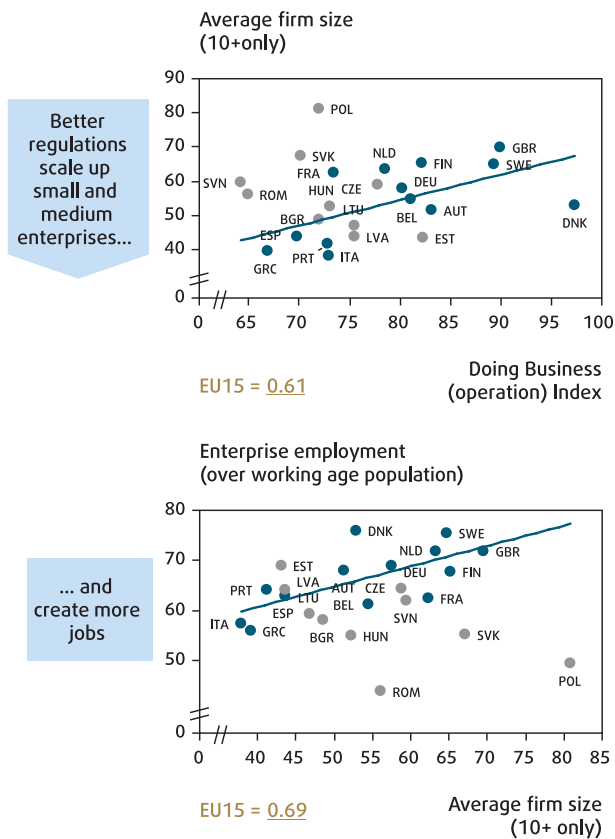 Average firm size
(10+only)
Better
regulations
scale up
small and
medium
enterprises...
90
80
70
60
50
40
0
POL
SVK
FRA
NLD
FIN
GBR
SWE
SVN
ROM
HUN
CZE
DEU
BGR
LTU
BEL
AUT
DNK
ESP
LVA
EST
GRC
PRT
ITA
0 65 70 75 80 85 90 95 100
EU15 = 0.61
Doing Business
(operation) Index
Enterprise employment
(over working age population)
... and
create more
jobs
80
70
60
50
0
DNK
SWE
NLD
GBR
EST
DEU
FIN
PRT
LVA
AUT
CZE
LTU
BEL
SVN
FRA
ITA
ESP
GRC
BGR
HUN
SVK
ROM
POL
0 40 45 50 55 60 65 70 75 80 85
EU15 = 0.69
Average firm size
(10+ only)